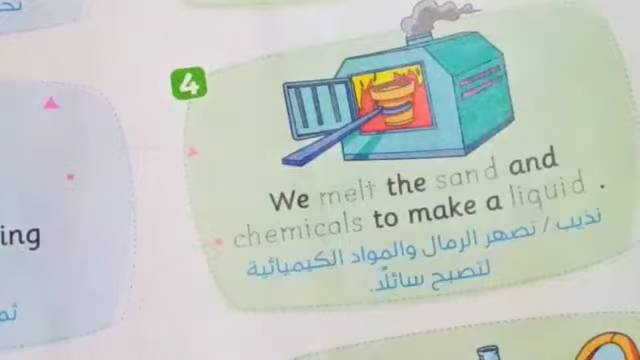 4
We melt the sand and
chemicals to make a liquid .
نذيب / نصهر الرمال والمواد الكيميائية
لتصبح سائلًا.
ing